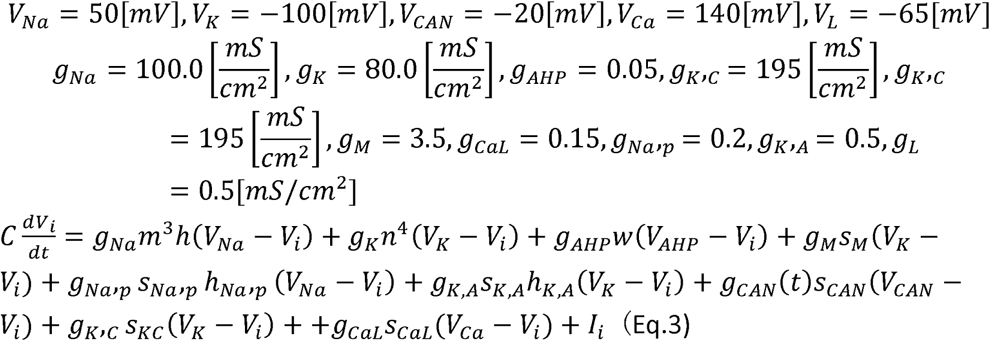 V_{Na} = 50[mV], V_K = −100[mV], V_{CAN} = −20[mV], V_{Ca} = 140[mV], V_L = −65[mV]
g_{Na} = 100.0 [\frac{mS}{cm^2}], g_K = 80.0 [\frac{mS}{cm^2}], g_{AHP} = 0.05, g_{K,C} = 195 [\frac{mS}{cm^2}], g_{K,C}
= 195 [\frac{mS}{cm^2}], g_M = 3.5, g_{CaL} = 0.15, g_{Na,p} = 0.2, g_{K,A} = 0.5, g_L
= 0.5[mS/cm^2]
C \frac{dV_i}{dt} = g_{Na}m^3h(V_{Na} − V_i) + g_K n^4(V_K − V_i) + g_{AHP}w(V_{AHP} − V_i) + g_M s_M(V_K −
V_i) + g_{Na,p} s_{Na,p} h_{Na,p} (V_{Na} − V_i) + g_{K,A}s_{K,A}h_{K,A}(V_K − V_i) + g_{CAN}(t)s_{CAN}(V_{CAN} −
V_i) + g_{K,C} s_{KC}(V_K − V_i) + +g_{CaL}s_{CaL}(V_{Ca} − V_i) + I_i （Eq.3)